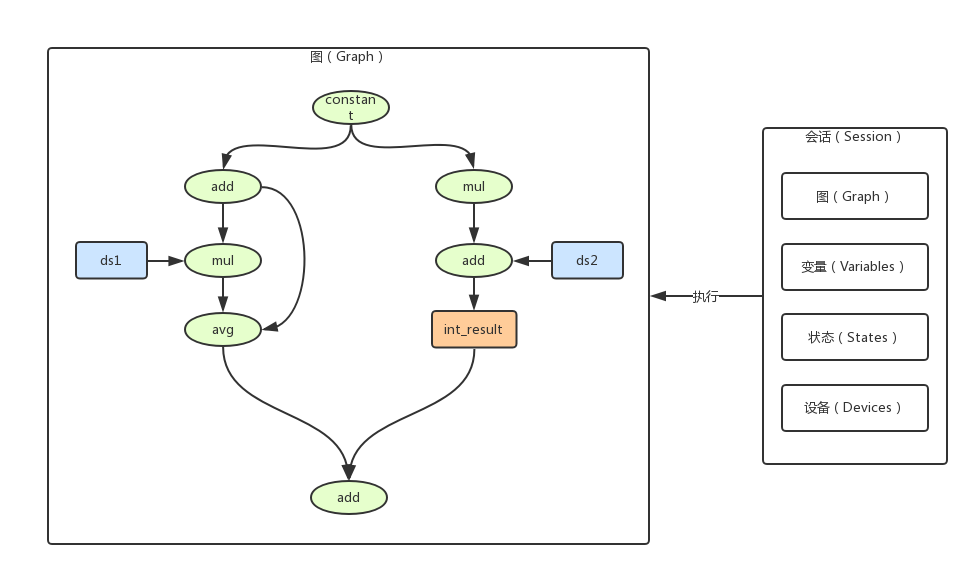 图（Graph）
constan
t
add
mul
ds1
mul
add
ds2
avg
int_result
add
执行
会话（Session）
图（Graph）
变量（Variables）
状态（States）
设备（Devices）